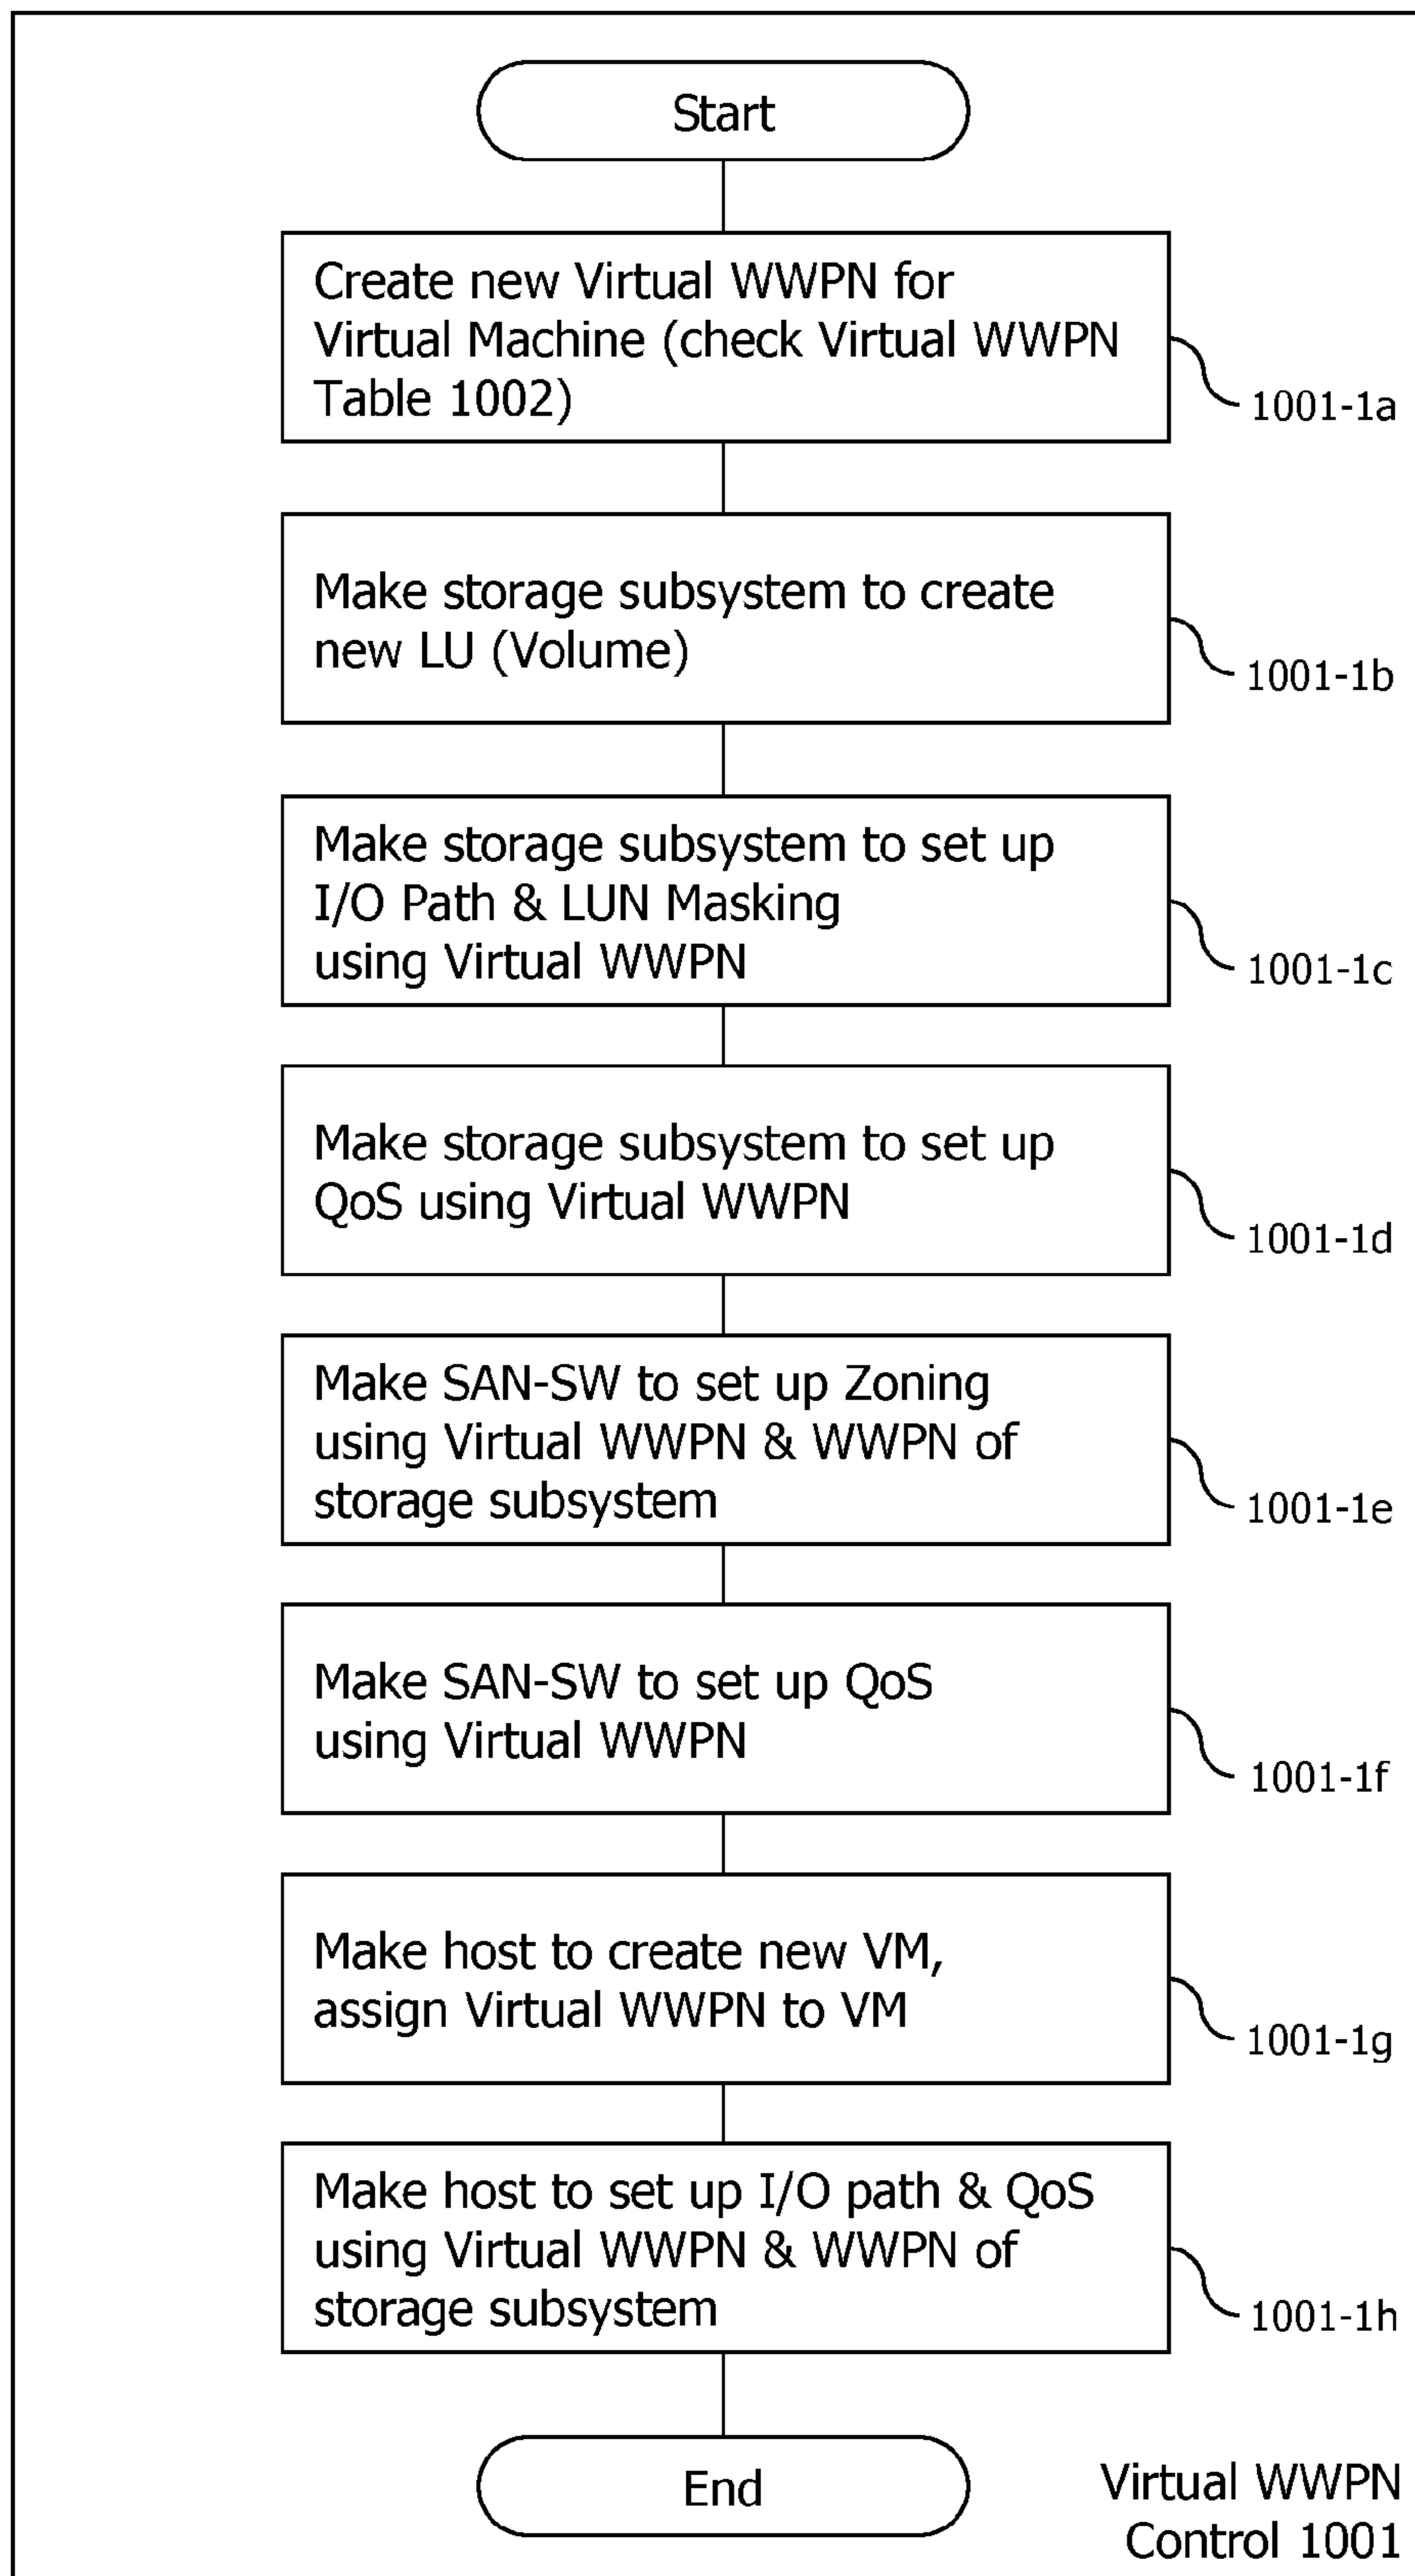 Start
Create new Virtual WWPN for
Virtual Machine (check Virtual WWPN
Table 1002)
1001-1a
Make storage subsystem to create
new LU (Volume)
1001-1b
Make storage subsystem to set up
I/O Path & LUN Masking
using Virtual WWPN
1001-1c
Make storage subsystem to set up
QoS using Virtual WWPN
1001-1d
Make SAN-SW to set up Zoning
using Virtual WWPN & WWPN of
storage subsystem
1001-1e
Make SAN-SW to set up QoS
using Virtual WWPN
1001-1f
Make host to create new VM,
assign Virtual WWPN to VM
1001-1g
Make host to set up I/O path & QoS
using Virtual WWPN & WWPN of
storage subsystem
1001-1h
End
Virtual WWPN
Control 1001